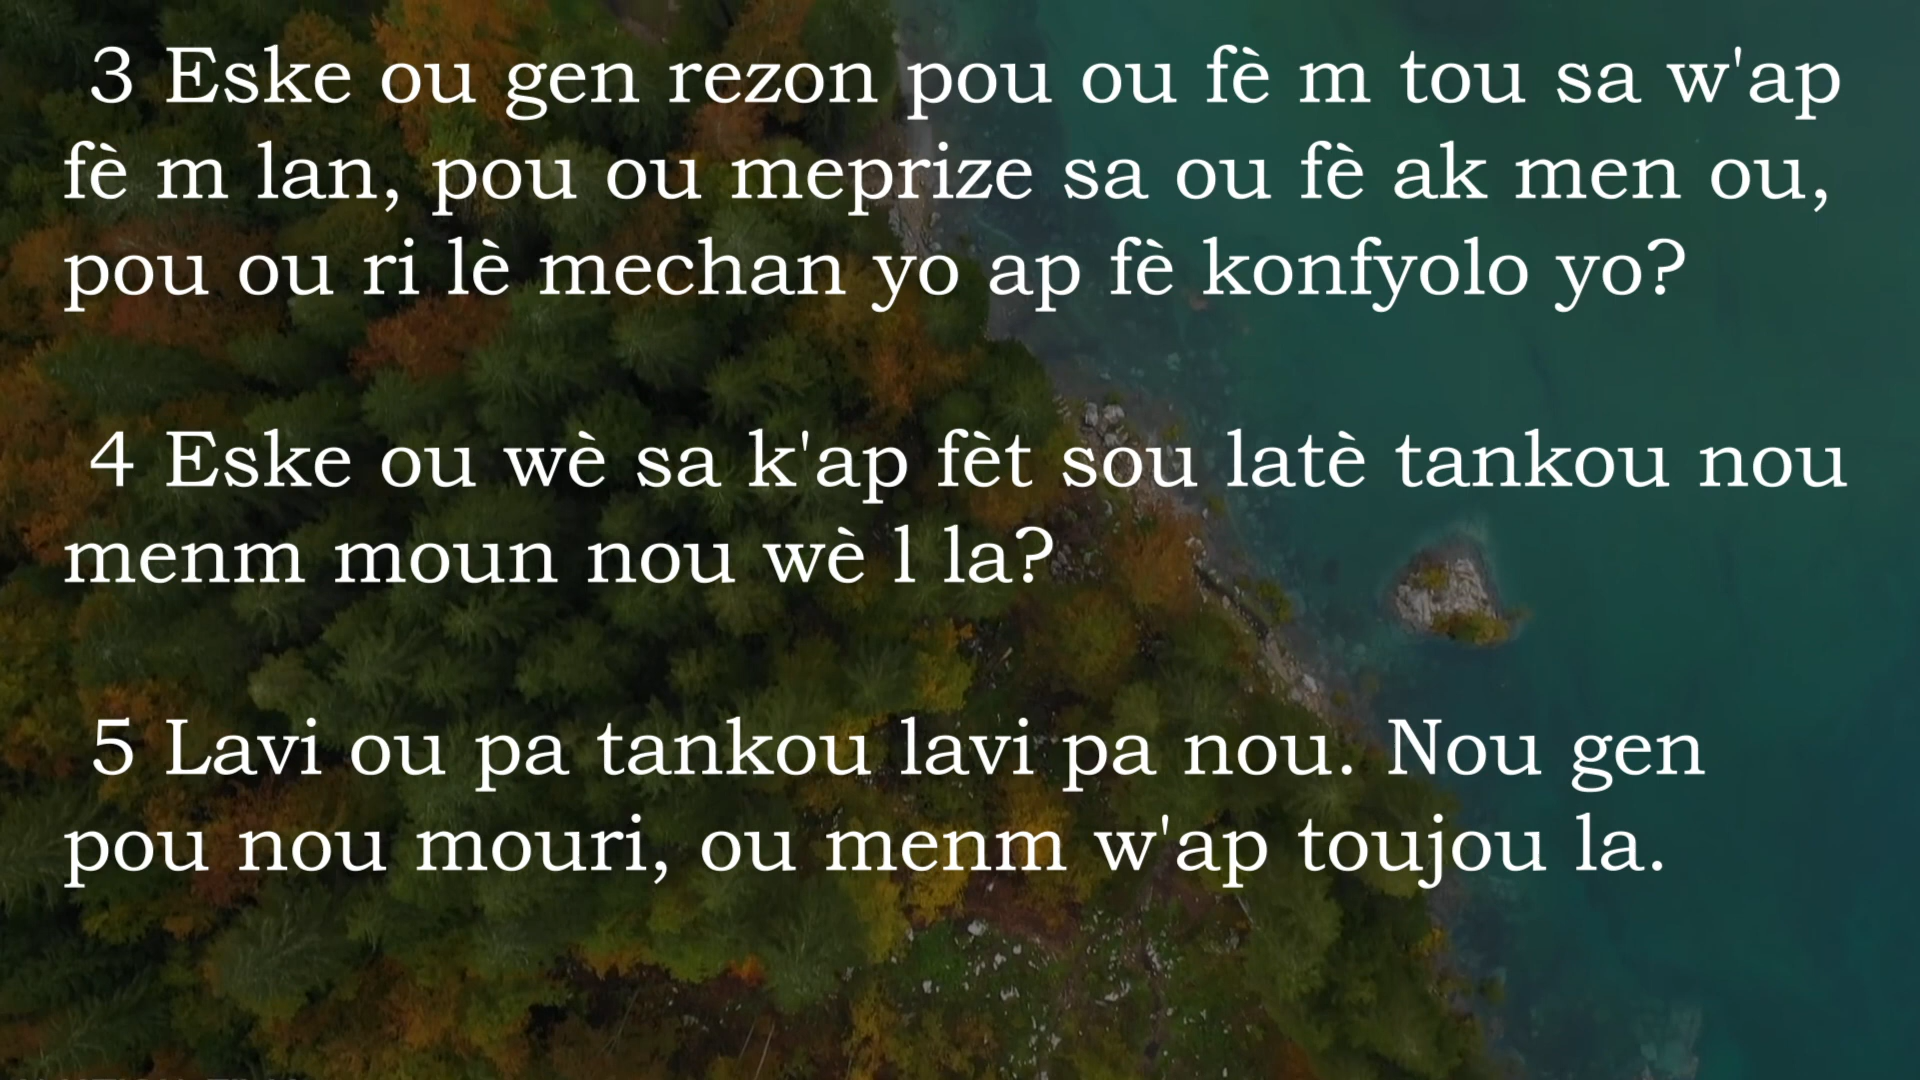 3 Eske ou gen rezon pou ou fè m tou sa w'ap
fè m lan, pou ou meprize sa ou fè ak men ou,
pou ou ri lè mechan yo ap fè konfyolo yo?
4 Eske ou wè sa k'ap fèt sou latè tankou nou
menm moun nou wè l la?
5 Lavi ou pa tankou lavi pa nou. Nou gen
pou nou mouri, ou menm w'ap toujou la.